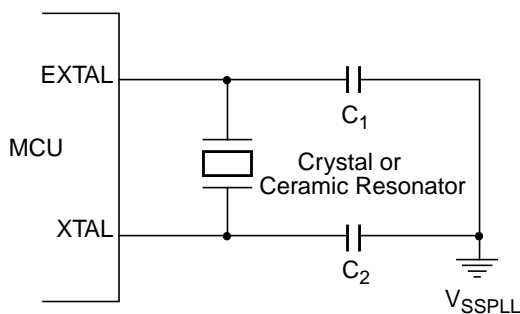 EXTAL
C1
MCU
Crystal or
Ceramic Resonator
XTAL
C2
VSSPLL